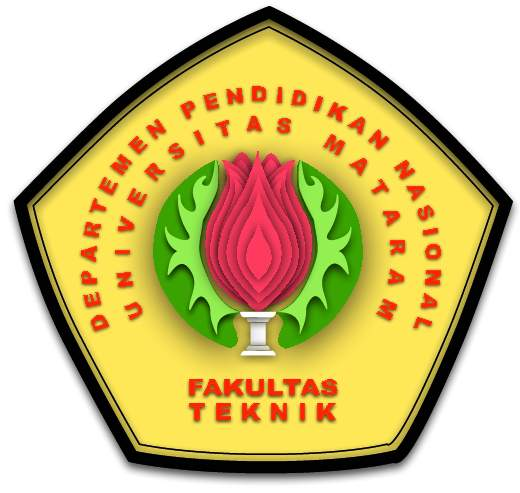 DEPARTEMEN PENDIDIKAN NASIONAL
UNIVERSITAS MATARAM
FAKULTAS
TEKNIK